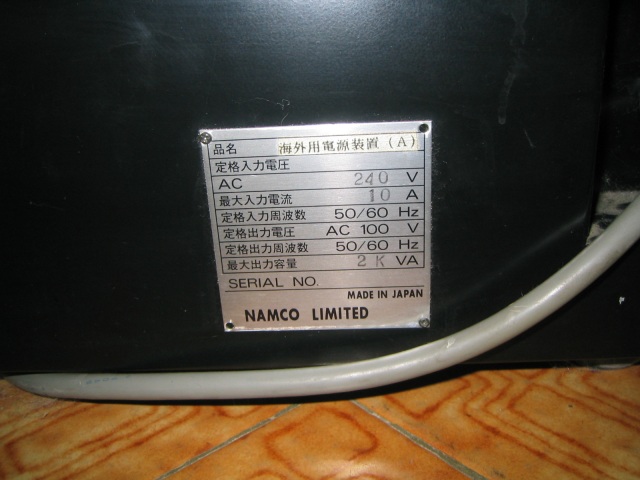 品名 海外用電源装置(A)
定格入力電圧
AC 240 V
最大入力電流 10 A
定格入力周波数 50/60 Hz
定格出力電圧 AC 100 V
定格出力周波数 50/60 Hz
最大出力容量 2K VA
SERIAL NO.
MADE IN JAPAN
NAMCO LIMITED